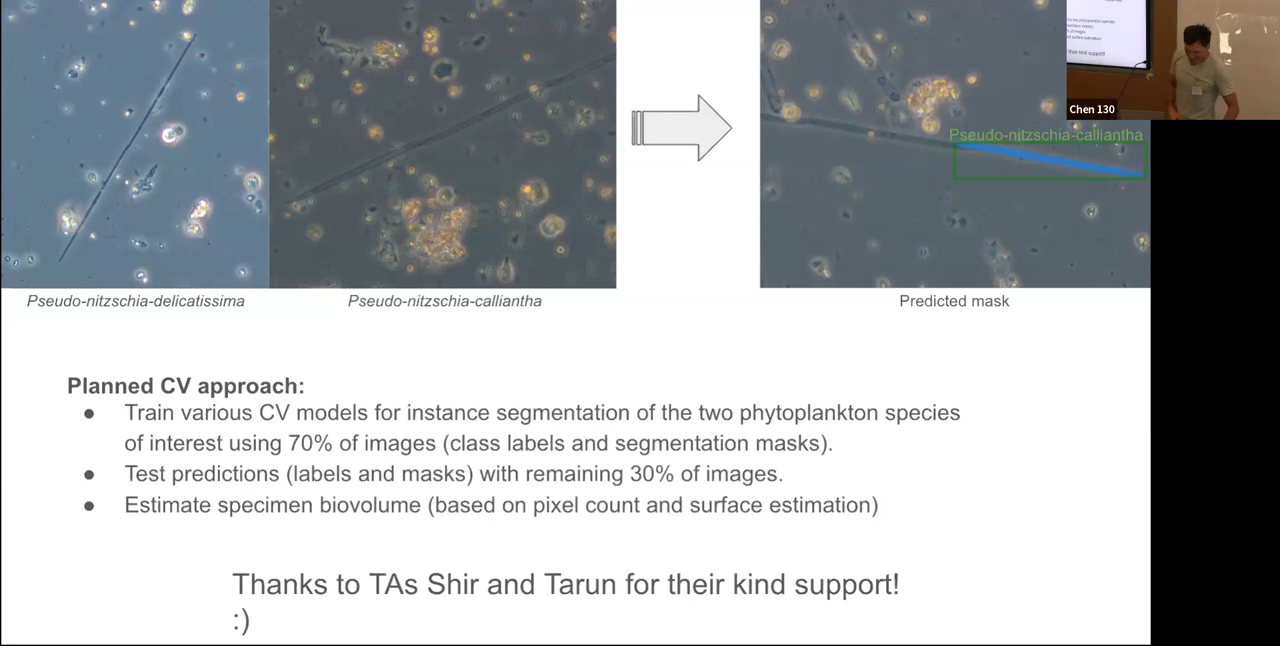 Chen 130
Pseudo-nitzschia-calliantha
Pseudo-nitzschia-delicatissima
Pseudo-nitzschia-calliantha
Predicted mask
Planned CV approach:
● Train various CV models for instance segmentation of the two phytoplankton species
of interest using 70% of images (class labels and segmentation masks).
● Test predictions (labels and masks) with remaining 30% of images.
● Estimate specimen biovolume (based on pixel count and surface estimation)
Thanks to TAs Shir and Tarun for their kind support!
:)